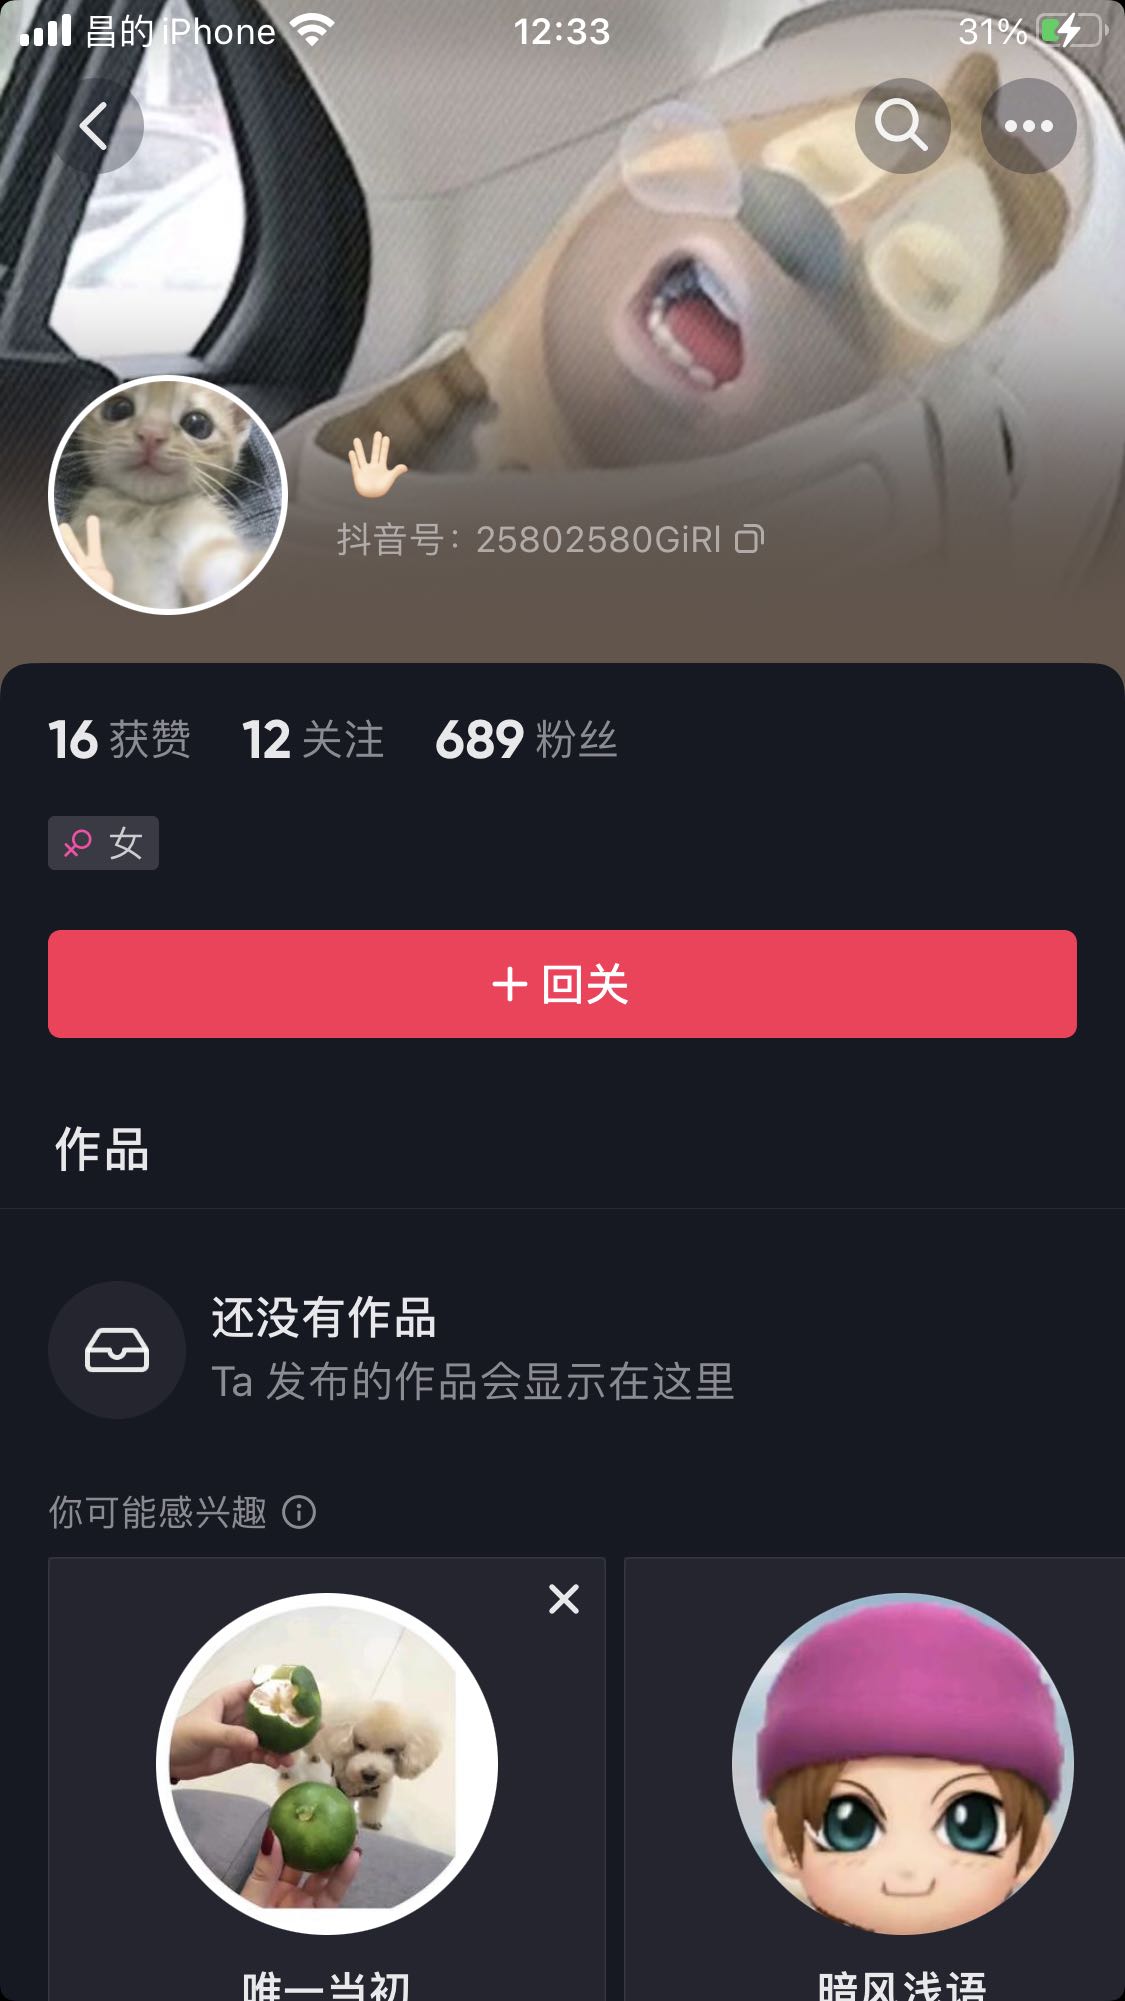 昌的 iPhone 12:33 31%
抖音号：25802580GiRl
16 获赞 12 关注 689 粉丝
女
回关
作品
还没有作品
Ta 发布的作品会显示在这里
你可能感兴趣
唯一当初 暗风浅语